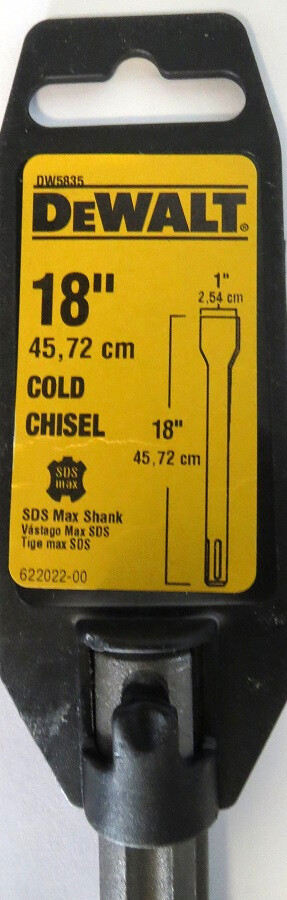 DW5835
DEWALT®
18"
45,72 cm
COLD
CHISEL
SDS
max
SDS Max Shank
Vástago Max SDS
Tige max SDS
622022-00
1"
2,54 cm
18"
45,72 cm